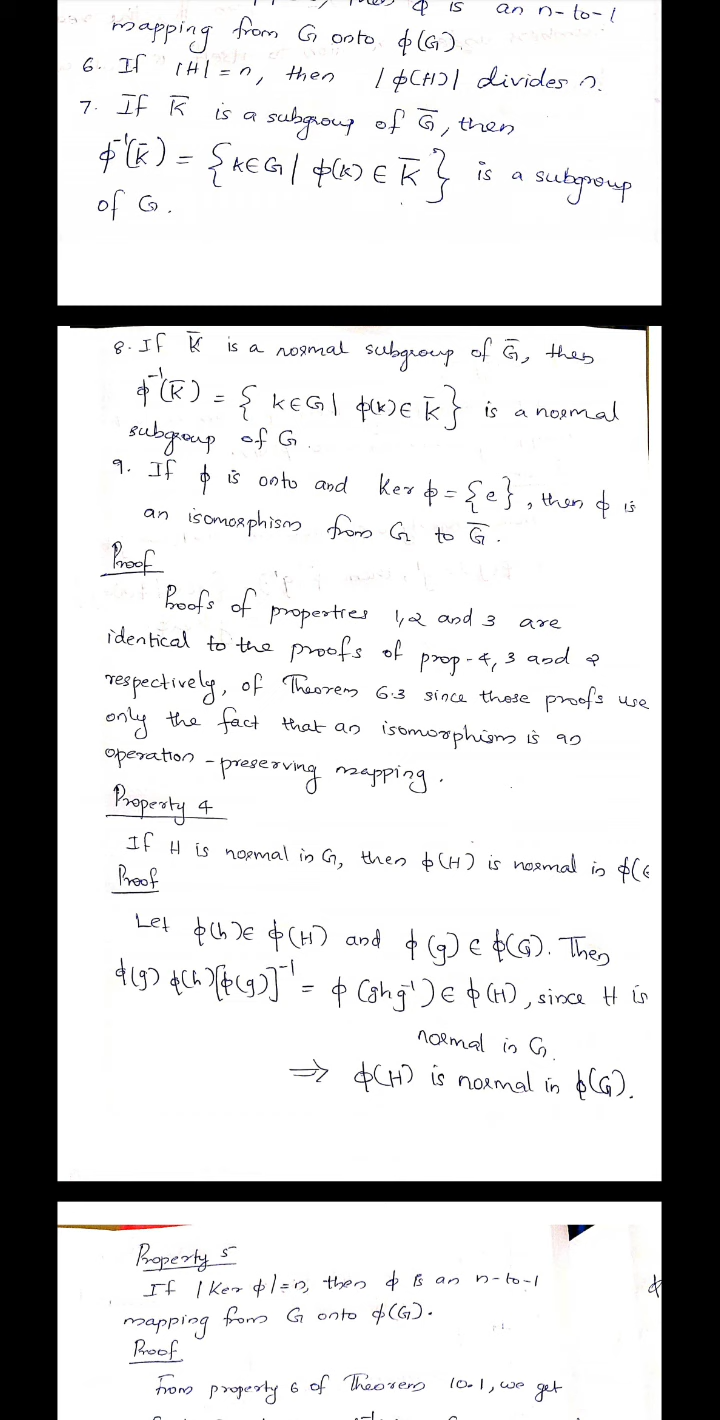 φ is an n-to-1
mapping from G onto φ(G).
6. If |H| = n, then |φ(H)| divides n.
7. If K̅ is a subgroup of G̅, then
φ⁻¹(K̅) = {k∈G | φ(k) ∈ K̅} is a subgroup
of G.
8. If K̅ is a normal subgroup of G̅, then
φ⁻¹(K̅) = { k∈G | φ(k)∈ K̅} is a normal
subgroup of G.
9. If φ is onto and Ker φ = {e}, then φ is
an isomorphism from G to G̅.
Proof
Proofs of properties 1,2 and 3 are
identical to the proofs of prop-4, 3 and 2
respectively, of Theorem 6.3 since those proofs use
only the fact that an isomorphism is an
operation-preserving mapping.
Property 4
If H is normal in G, then φ(H) is normal in φ(G
Proof
Let φ(h)∈ φ(H) and φ(g) ∈ φ(G). Then
φ(g) φ(h)[φ(g)]⁻¹ = φ(ghg⁻¹)∈ φ(H), since H is
normal in G.
⟹ φ(H) is normal in φ(G).
Property 5
If |Ker φ|=n, then φ is an n-to-1
mapping from G onto φ(G).
Proof
From property 6 of Theorem 10.1, we get